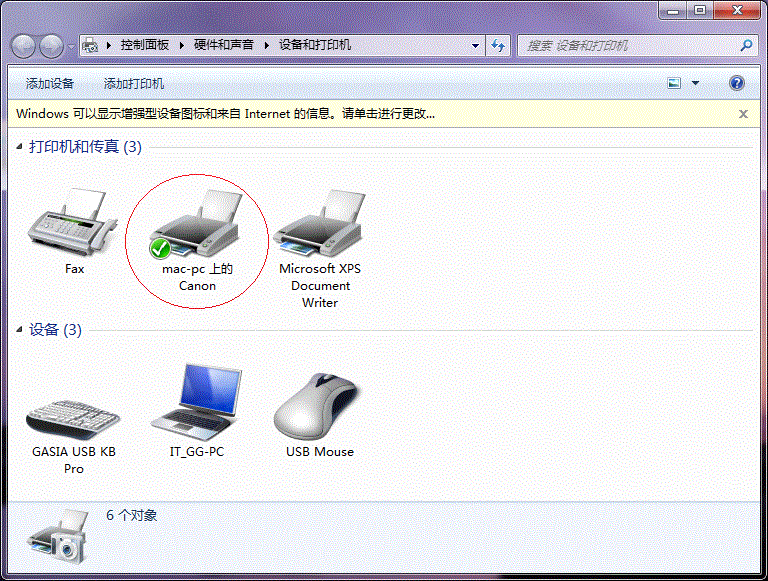 控制面板 硬件和声音 设备和打印机
搜索 设备和打印机
添加设备 添加打印机
Windows 可以显示增强型设备图标和来自 Internet 的信息。请单击进行更改...
打印机和传真 (3)
Fax
mac-pc 上的
Canon
Microsoft XPS
Document
Writer
设备 (3)
GASIA USB KB
Pro
IT_GG-PC
USB Mouse
6 个对象